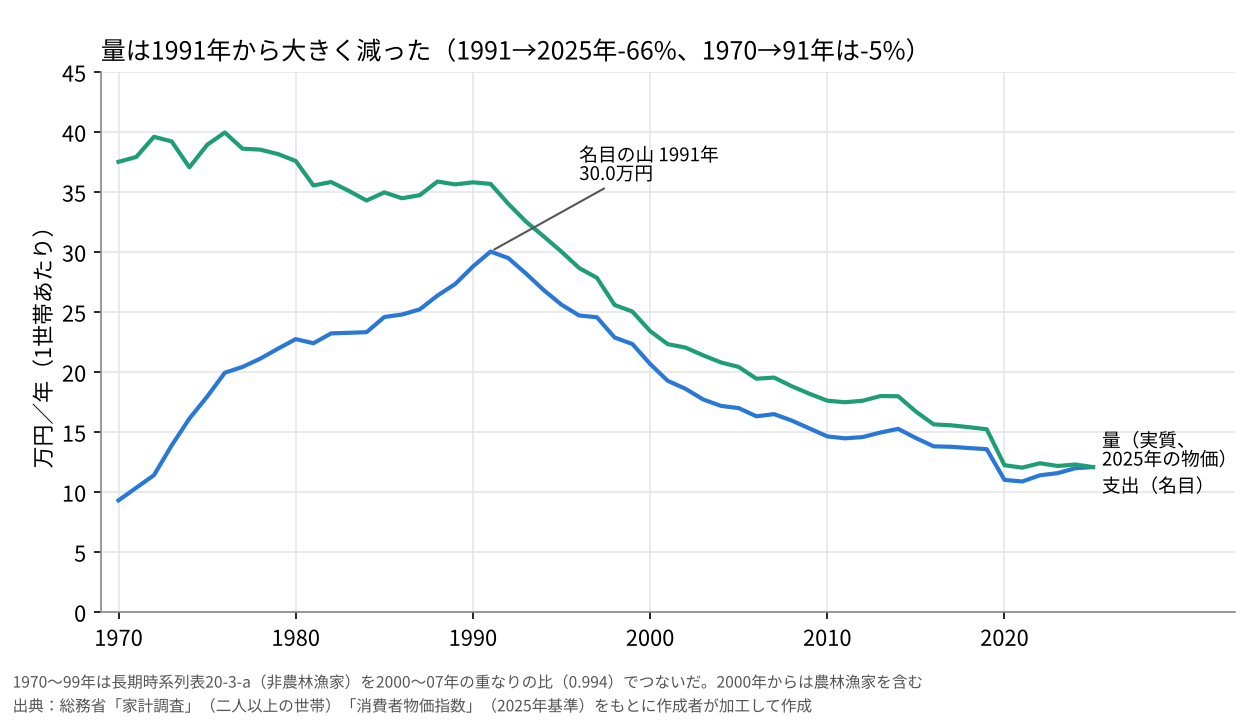 量は1991年から大きく減った（1991→2025年-66%、1970→91年は-5%）
万円／年（1世帯あたり）
45
40
35
30
25
20
15
10
5
0
名目の山 1991年
30.0万円
量（実質、
2025年の物価）
支出（名目）
1970
1980
1990
2000
2010
2020
1970～99年は長期時系列表20-3-a（非農林漁家）を2000～07年の重なりの比（0.994）でつないだ。2000年からは農林漁家を含む
出典：総務省「家計調査」（二人以上の世帯）「消費者物価指数」（2025年基準）をもとに作成者が加工して作成